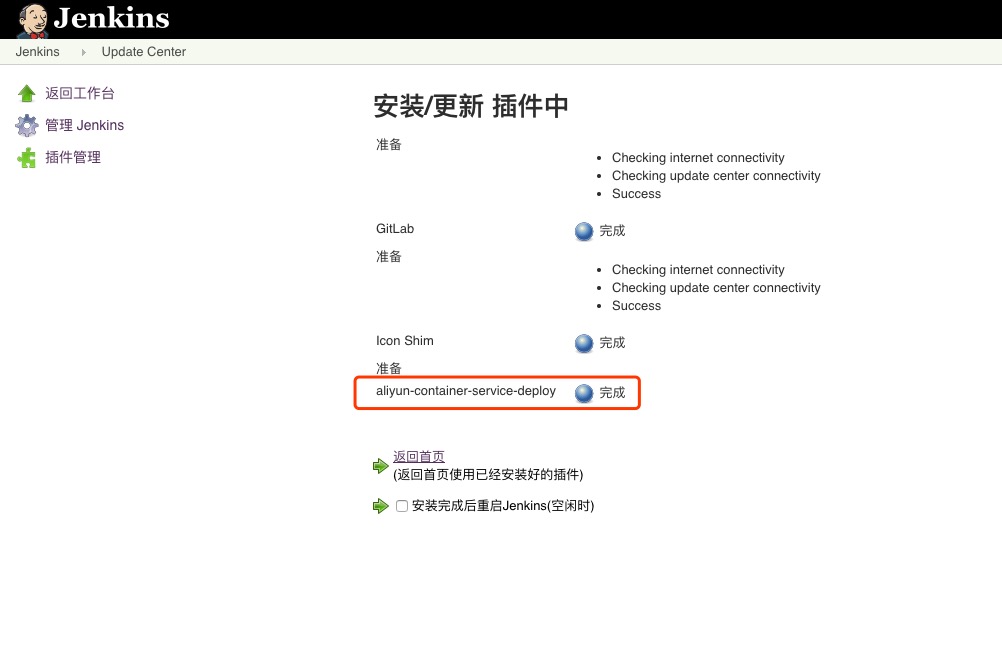 Jenkins
Jenkins Update Center
返回工作台
管理 Jenkins
插件管理
安装/更新 插件中
准备
Checking internet connectivity
Checking update center connectivity
Success
GitLab 完成
准备
Checking internet connectivity
Checking update center connectivity
Success
Icon Shim 完成
准备
aliyun-container-service-deploy 完成
返回首页
(返回首页使用已经安装好的插件)
安装完成后重启Jenkins(空闲时)